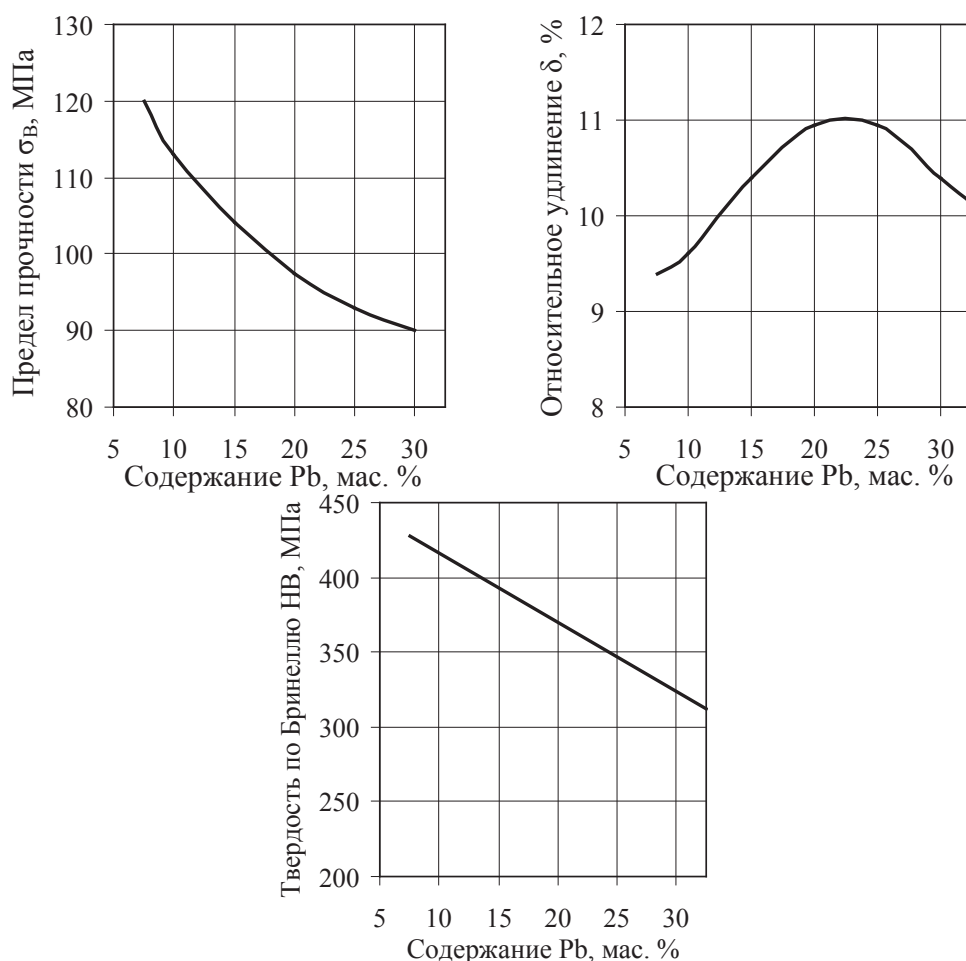 Предел прочности σВ, МПа
130
120
110
100
90
80
5 10 15 20 25 30
Содержание Pb, мас. %
Относительное удлинение δ, %
12
11
10
9
8
5 10 15 20 25 30
Содержание Pb, мас. %
Твердость по Бринеллю НВ, МПа
450
400
350
300
250
200
5 10 15 20 25 30
Содержание Pb, мас. %